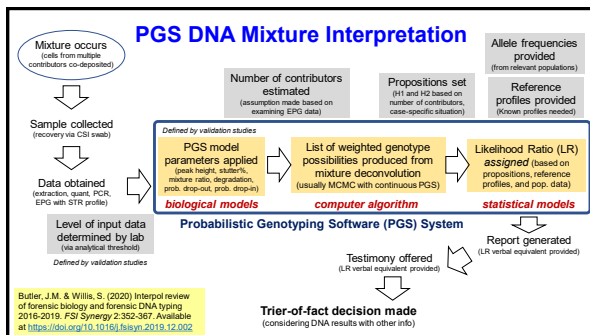 PGS DNA Mixture Interpretation
Mixture occurs
(cells from multiple
contributors co-deposited)
Sample collected
(recovery via CSI swab)
Data obtained
(extraction, quant, PCR,
EPG with STR profile)
Level of input data
determined by lab
(via analytical threshold)
Defined by validation studies
Number of contributors
estimated
(assumption made based on
examining EPG data)
Propositions set
(H1 and H2 based on
number of contributors,
case-specific situation)
Allele frequencies
provided
(from relevant populations)
Reference
profiles provided
(Known profiles needed)
Defined by validation studies
PGS model
parameters applied
(peak height, stutter%,
mixture ratio, degradation,
prob. drop-out, prob. drop-in)
biological models
List of weighted genotype
possibilities produced from
mixture deconvolution
(usually MCMC with continuous PGS)
computer algorithm
Likelihood Ratio (LR)
assigned (based on
propositions, reference
profiles, and pop. data)
statistical models
Probabilistic Genotyping Software (PGS) System
Report generated
(LR verbal equivalent provided)
Testimony offered
(LR verbal equivalent provided)
Trier-of-fact decision made
(considering DNA results with other info)
Butler, J.M. & Willis, S. (2020) Interpol review
of forensic biology and forensic DNA typing
2016-2019. FSI Synergy 2:352-367. Available
at https://doi.org/10.1016/j.fsisyn.2019.12.002